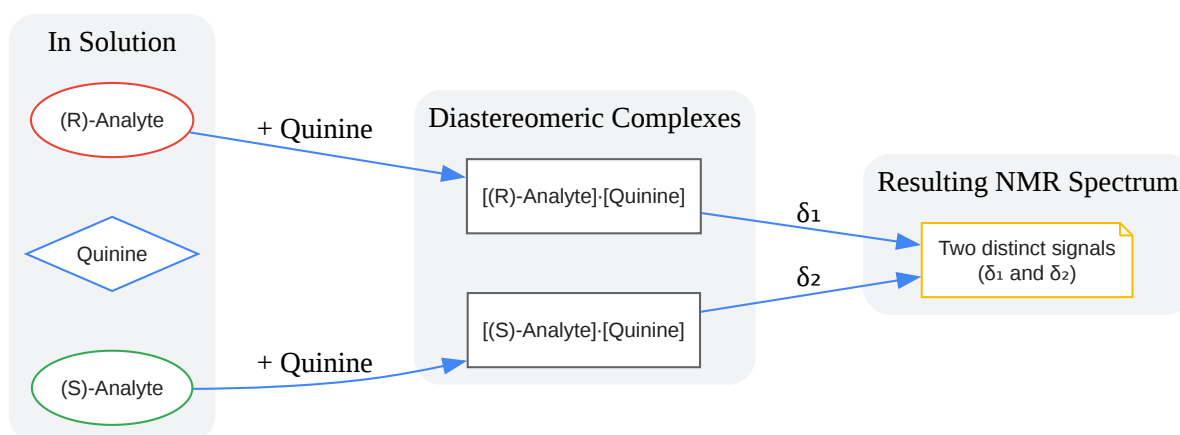 In Solution
(R)-Analyte
Quinine
(S)-Analyte
+ Quinine
+ Quinine
Diastereomeric Complexes
[(R)-Analyte]·[Quinine]
[(S)-Analyte]·[Quinine]
δ₁
δ₂
Resulting NMR Spectrum
Two distinct signals
(δ₁ and δ₂)